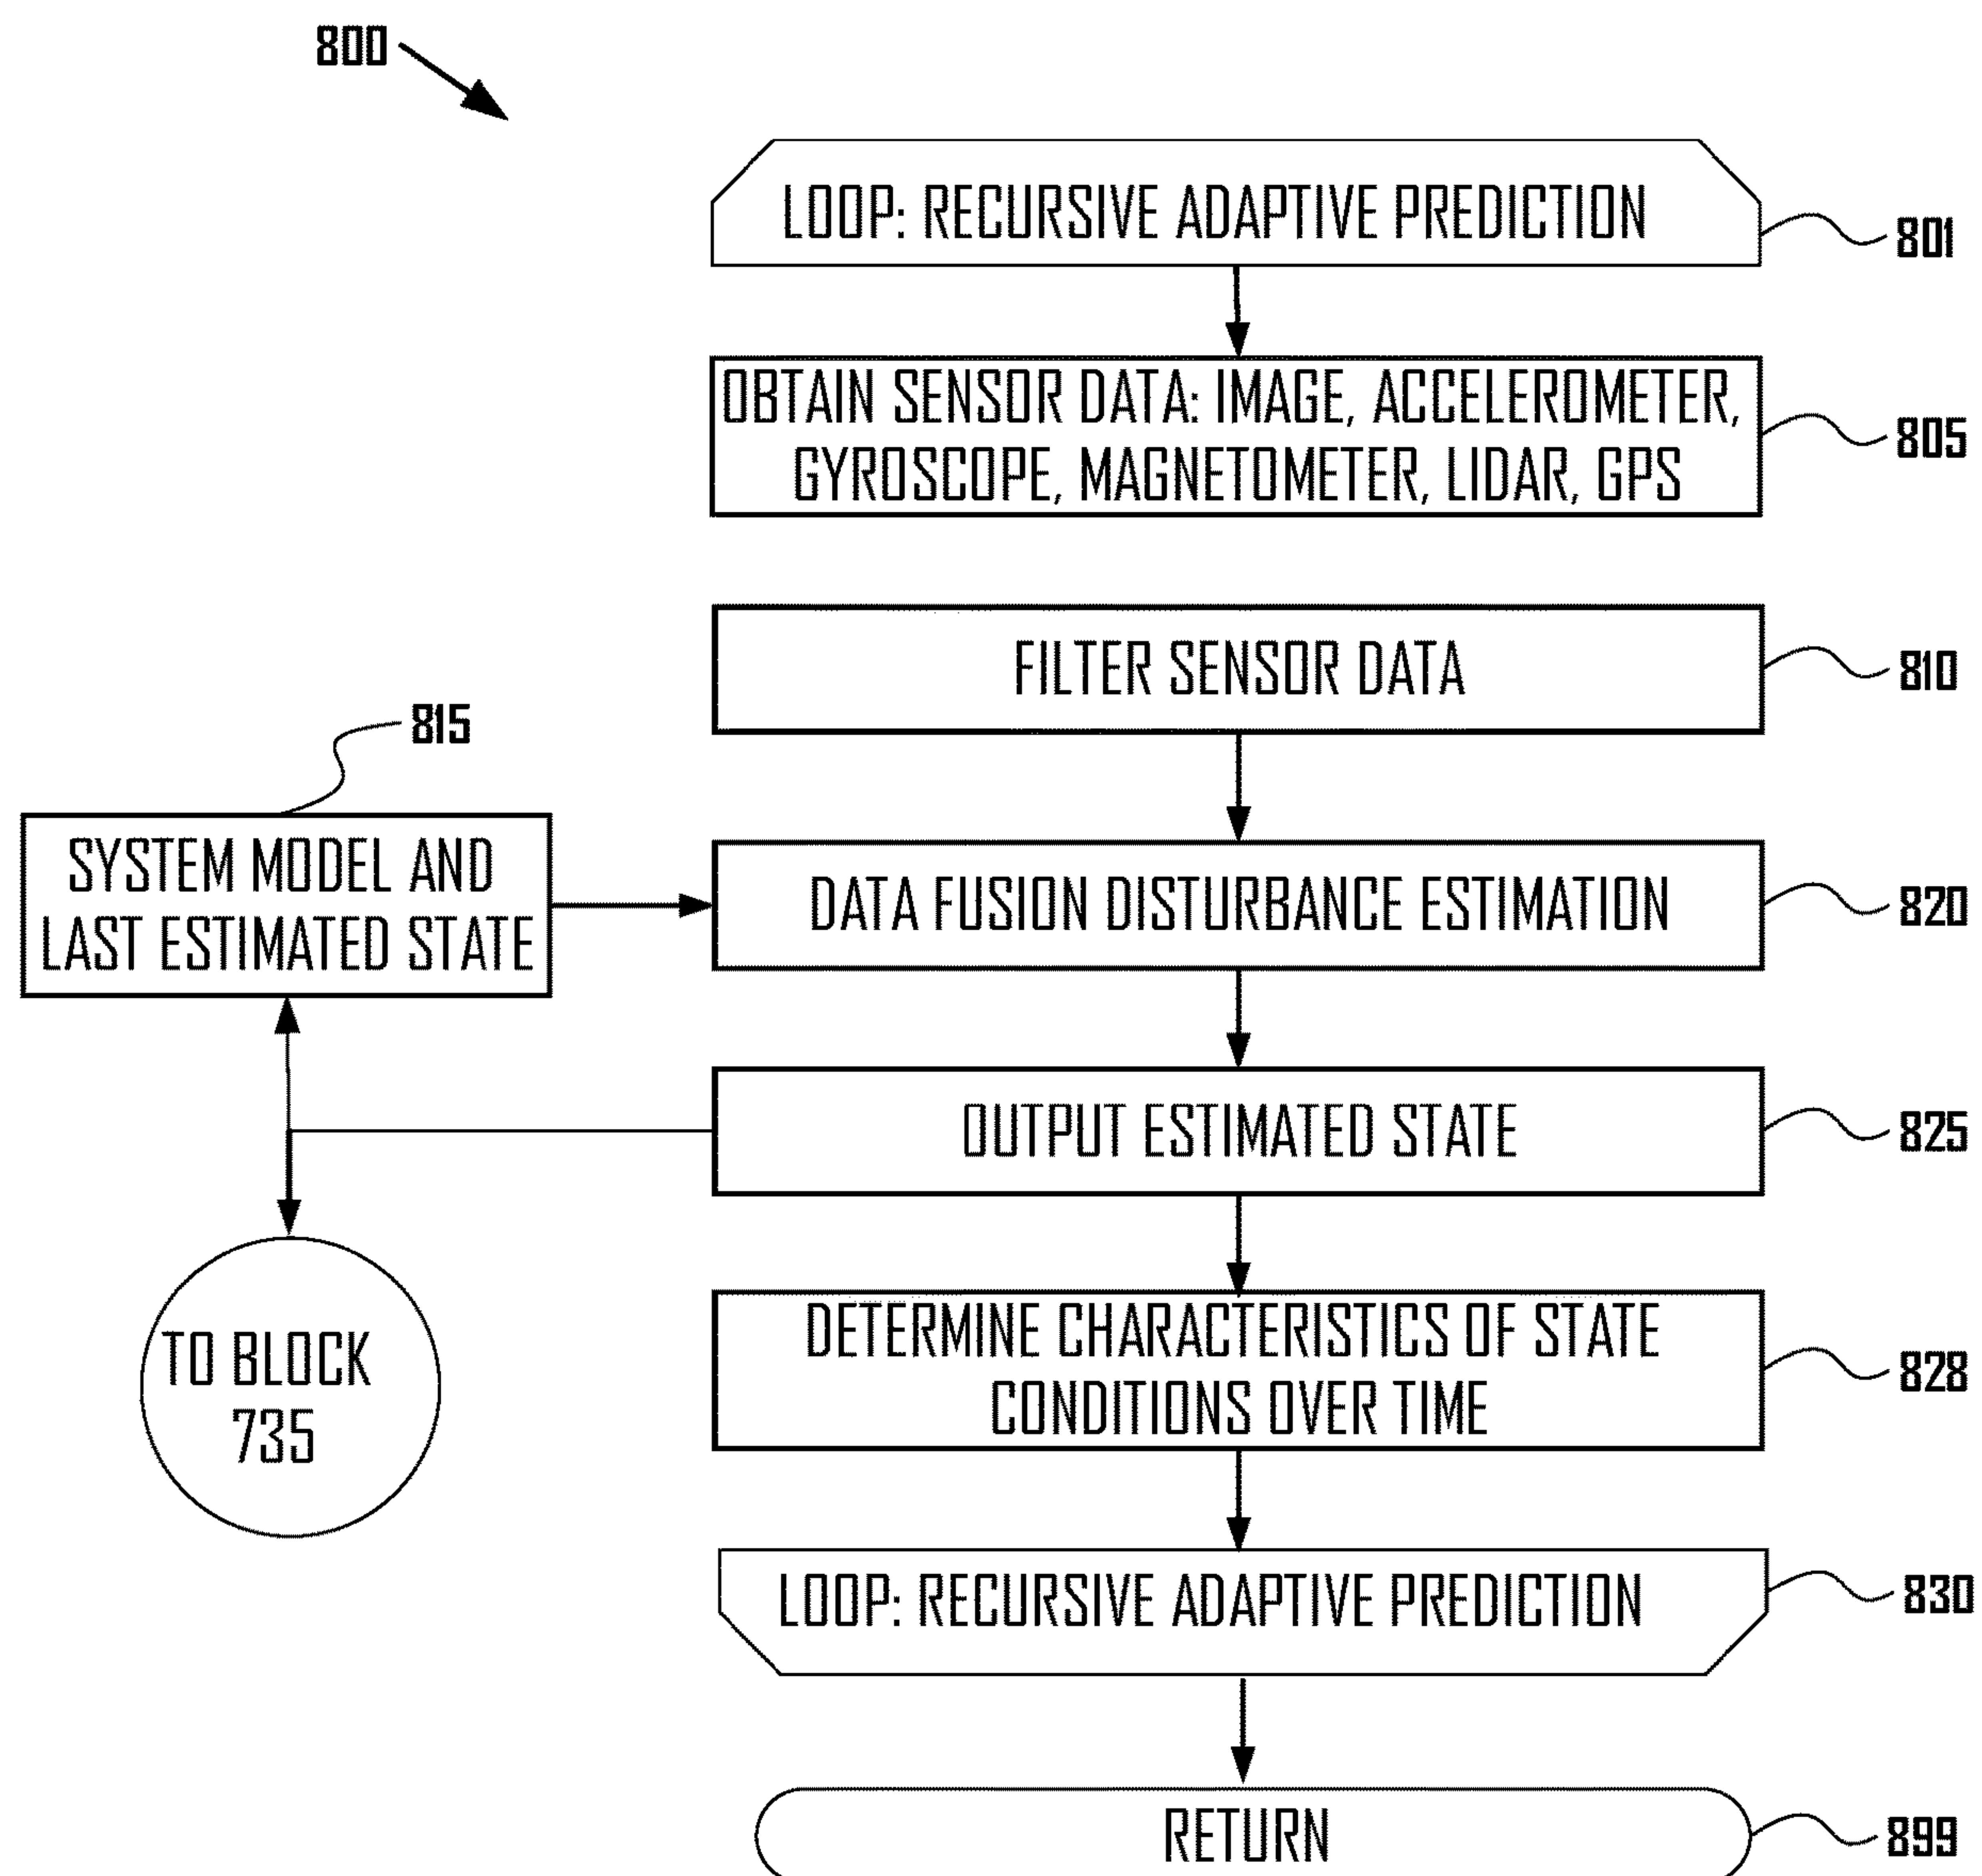 800
LOOP: RECURSIVE ADAPTIVE PREDICTION
801
OBTAIN SENSOR DATA: IMAGE, ACCELEROMETER,
GYROSCOPE, MAGNETOMETER, LIDAR, GPS
805
FILTER SENSOR DATA
810
815
SYSTEM MODEL AND
LAST ESTIMATED STATE
DATA FUSION DISTURBANCE ESTIMATION
820
OUTPUT ESTIMATED STATE
825
TO BLOCK
735
DETERMINE CHARACTERISTICS OF STATE
CONDITIONS OVER TIME
828
LOOP: RECURSIVE ADAPTIVE PREDICTION
830
RETURN
899